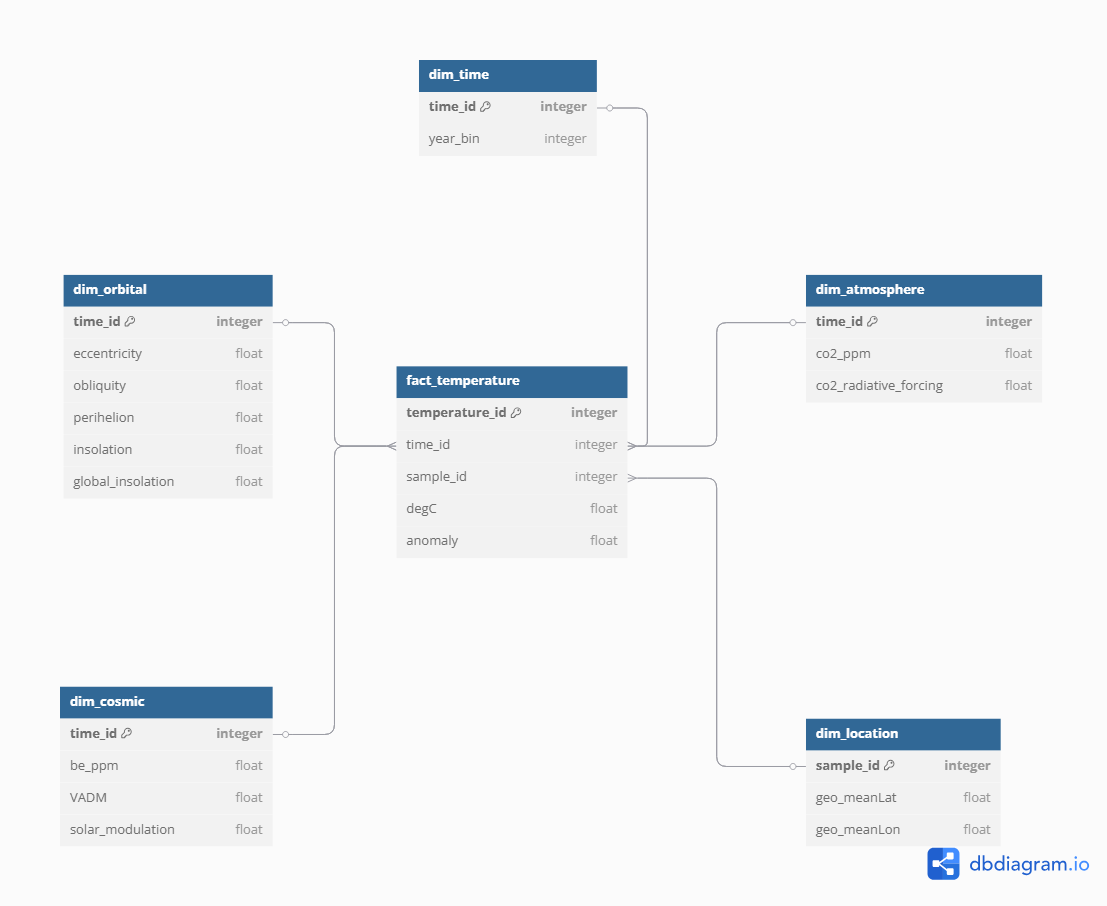 dim_time
time_id integer
year_bin integer
dim_orbital
time_id integer
eccentricity float
obliquity float
perihelion float
insolation float
global_insolation float
dim_atmosphere
time_id integer
co2_ppm float
co2_radiative_forcing float
fact_temperature
temperature_id integer
time_id integer
sample_id integer
degC float
anomaly float
dim_cosmic
time_id integer
be_ppm float
VADM float
solar_modulation float
dim_location
sample_id integer
geo_meanLat float
geo_meanLon float
dbdiagram.io